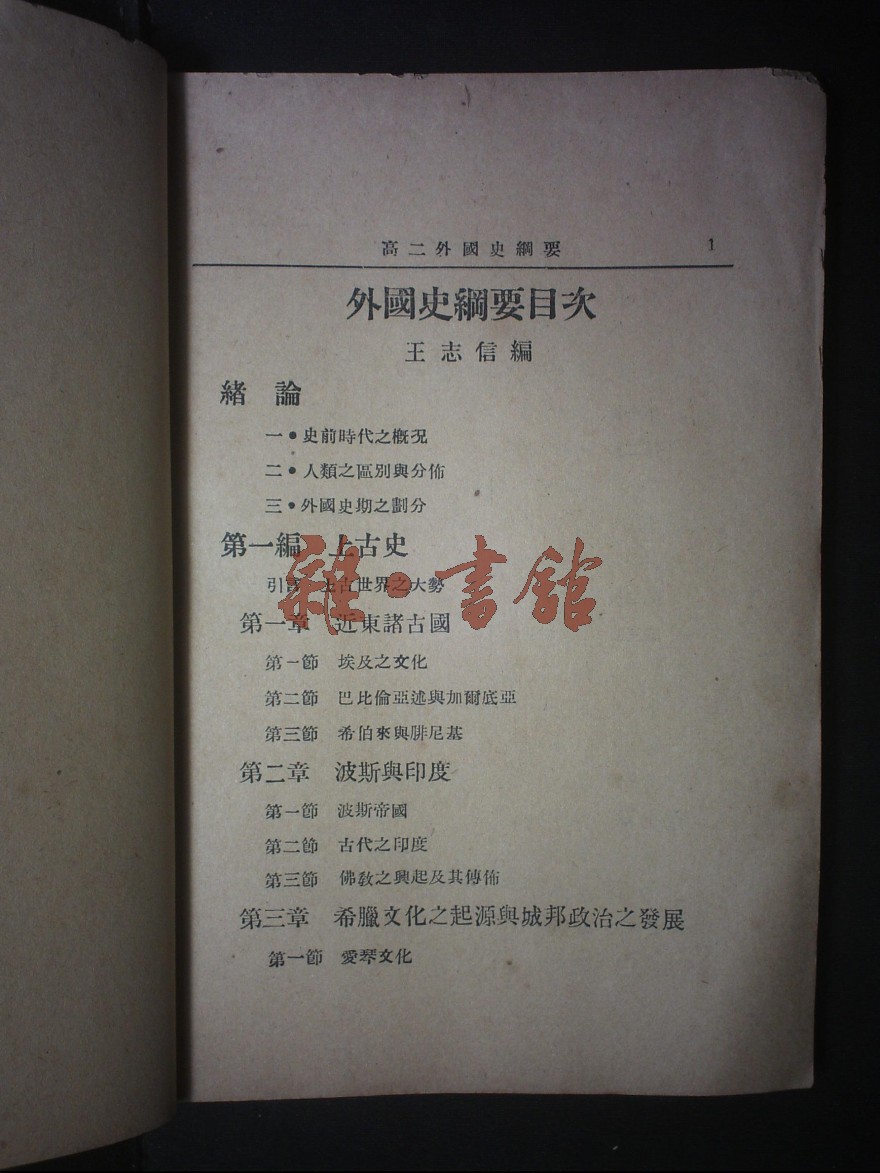 高二外國史綱要 1
外國史綱要目次
王志信編
緒 論
一•史前時代之概況
二•人類之區別與分佈
三•外國史期之劃分
第一編 上古史
引言 上古世界之大勢
雜·書館
第一章 近東諸古國
第一節 埃及之文化
第二節 巴比倫亞述與加爾底亞
第三節 希伯來與腓尼基
第二章 波斯與印度
第一節 波斯帝國
第二節 古代之印度
第三節 佛教之興起及其傳佈
第三章 希臘文化之起源與城邦政治之發展
第一節 愛琴文化